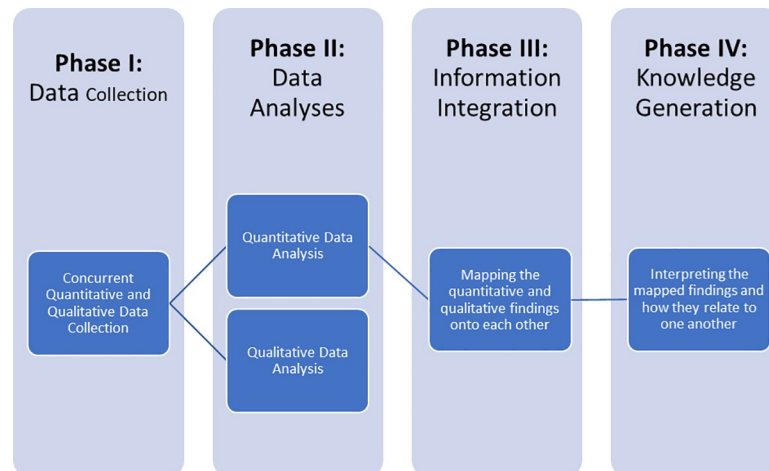 Phase I:
Data Collection
Phase II:
Data
Analyses
Phase III:
Information
Integration
Phase IV:
Knowledge
Generation
Concurrent
Quantitative and
Qualitative Data
Collection
Quantitative Data
Analysis
Qualitative Data
Analysis
Mapping the
quantitative and
qualitative findings
onto each other
Interpreting the
mapped findings and
how they relate to
one another